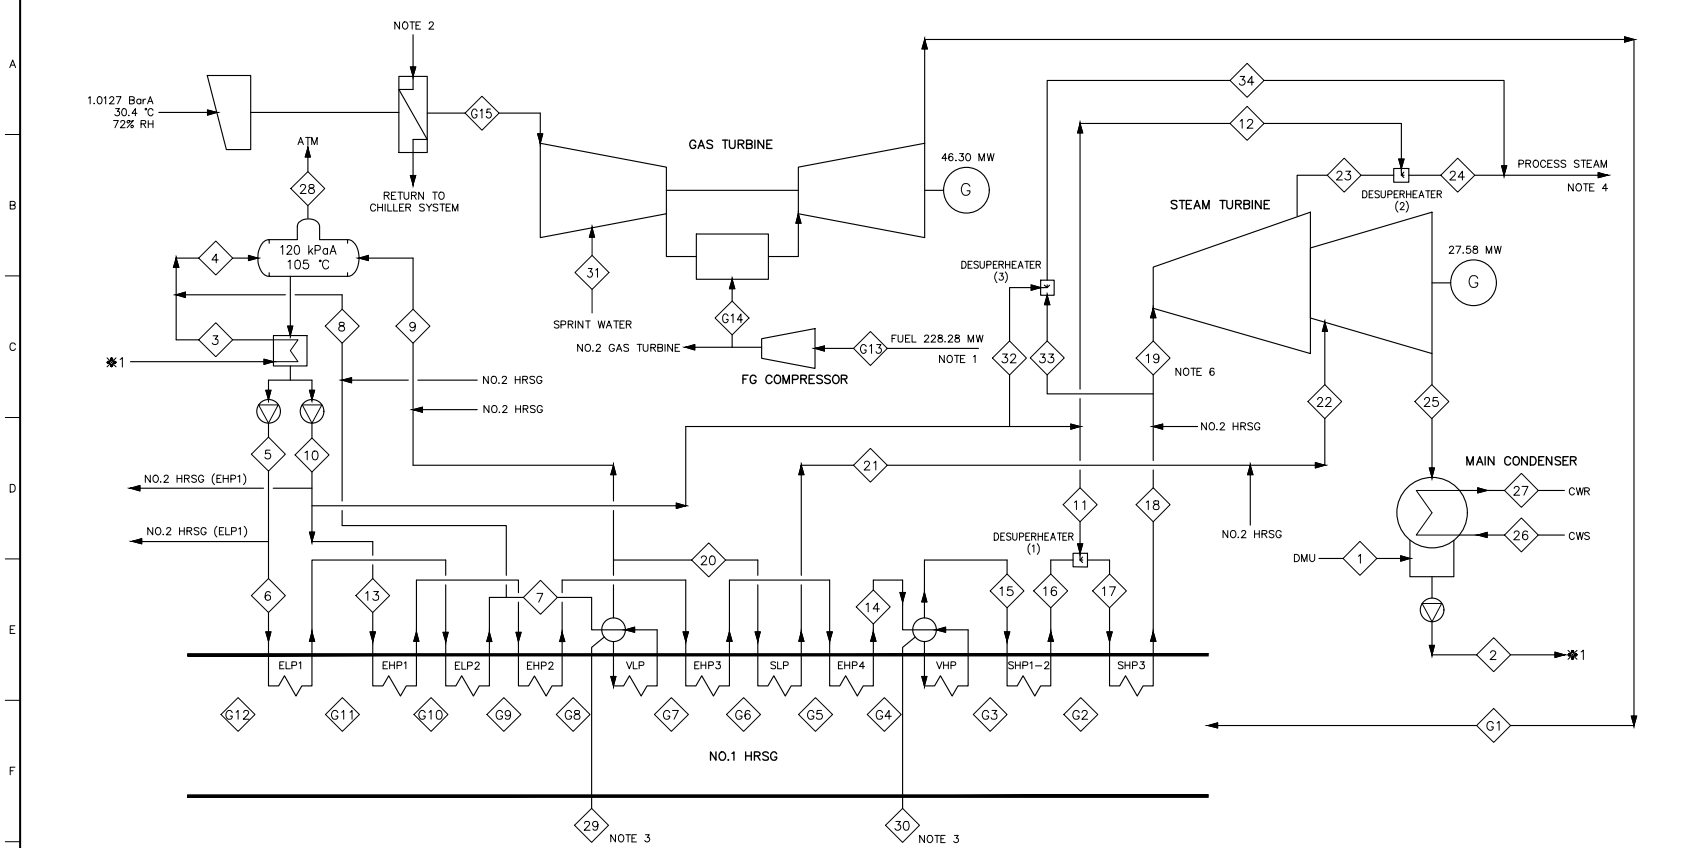 NOTE 2
A
34
1.0127 BarA
30.4 °C
72% RH
G15
12
ATM
GAS TURBINE
46.30 MW
PROCESS STEAM
23
24
28
G
NOTE 4
RETURN TO
CHILLER SYSTEM
DESUPERHEATER
(2)
B
STEAM TURBINE
120 kPaA
105 °C
4
27.58 MW
DESUPERHEATER
(3)
31
G
G14
SPRINT WATER
8
9
3
FUEL 228.28 MW
C
NO.2 GAS TURBINE
G13
NOTE 1
32
33
19
※1
NOTE 6
FG COMPRESSOR
NO.2 HRSG
22
25
NO.2 HRSG
NO.2 HRSG
5
10
MAIN CONDENSER
21
NO.2 HRSG (EHP1)
D
27
CWR
11
18
NO.2 HRSG (ELP1)
NO.2 HRSG
26
CWS
DESUPERHEATER
(1)
20
DMU
1
6
13
7
14
15
16
17
E
2
※1
ELP1
EHP1
ELP2
EHP2
VLP
EHP3
SLP
EHP4
VHP
SHP1-2
SHP3
G12
G11
G10
G9
G8
G7
G6
G5
G4
G3
G2
G1
NO.1 HRSG
F
29
NOTE 3
30
NOTE 3